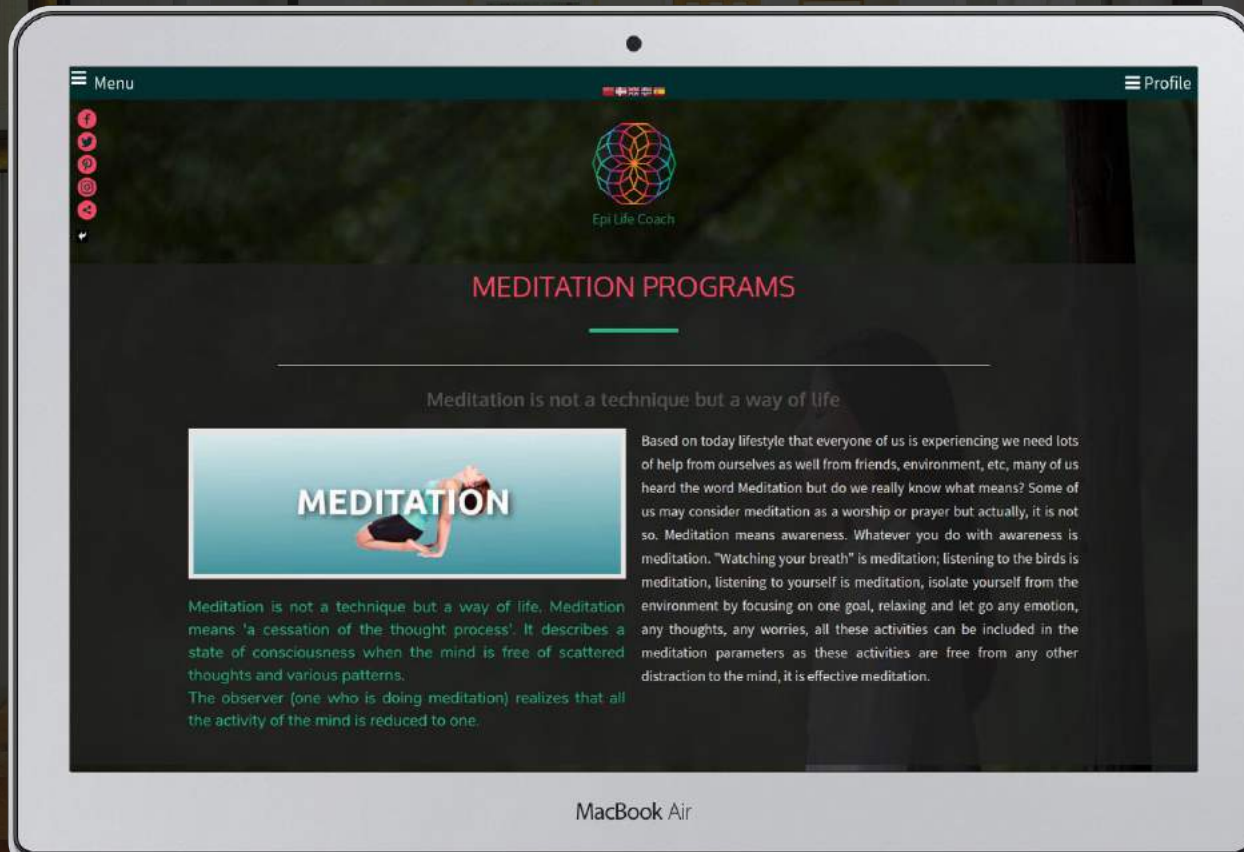 Menu
Profile
Epi Life Coach
MEDITATION PROGRAMS
Meditation is not a technique but a way of life
MEDITATION
Meditation is not a technique but a way of life. Meditation
means 'a cessation of the thought process'. It describes a
state of consciousness when the mind is free of scattered
thoughts and various patterns.
The observer (one who is doing meditation) realizes that all
the activity of the mind is reduced to one.
Based on today lifestyle that everyone of us is experiencing we need lots
of help from ourselves as well from friends, environment, etc, many of us
heard the word Meditation but do we really know what means? Some of
us may consider meditation as a worship or prayer but actually, it is not
so. Meditation means awareness. Whatever you do with awareness is
meditation. "Watching your breath" is meditation; listening to the birds is
meditation, listening to yourself is meditation, isolate yourself from the
environment by focusing on one goal, relaxing and let go any emotion,
any thoughts, any worries, all these activities can be included in the
meditation parameters as these activities are free from any other
distraction to the mind, it is effective meditation.
MacBook Air